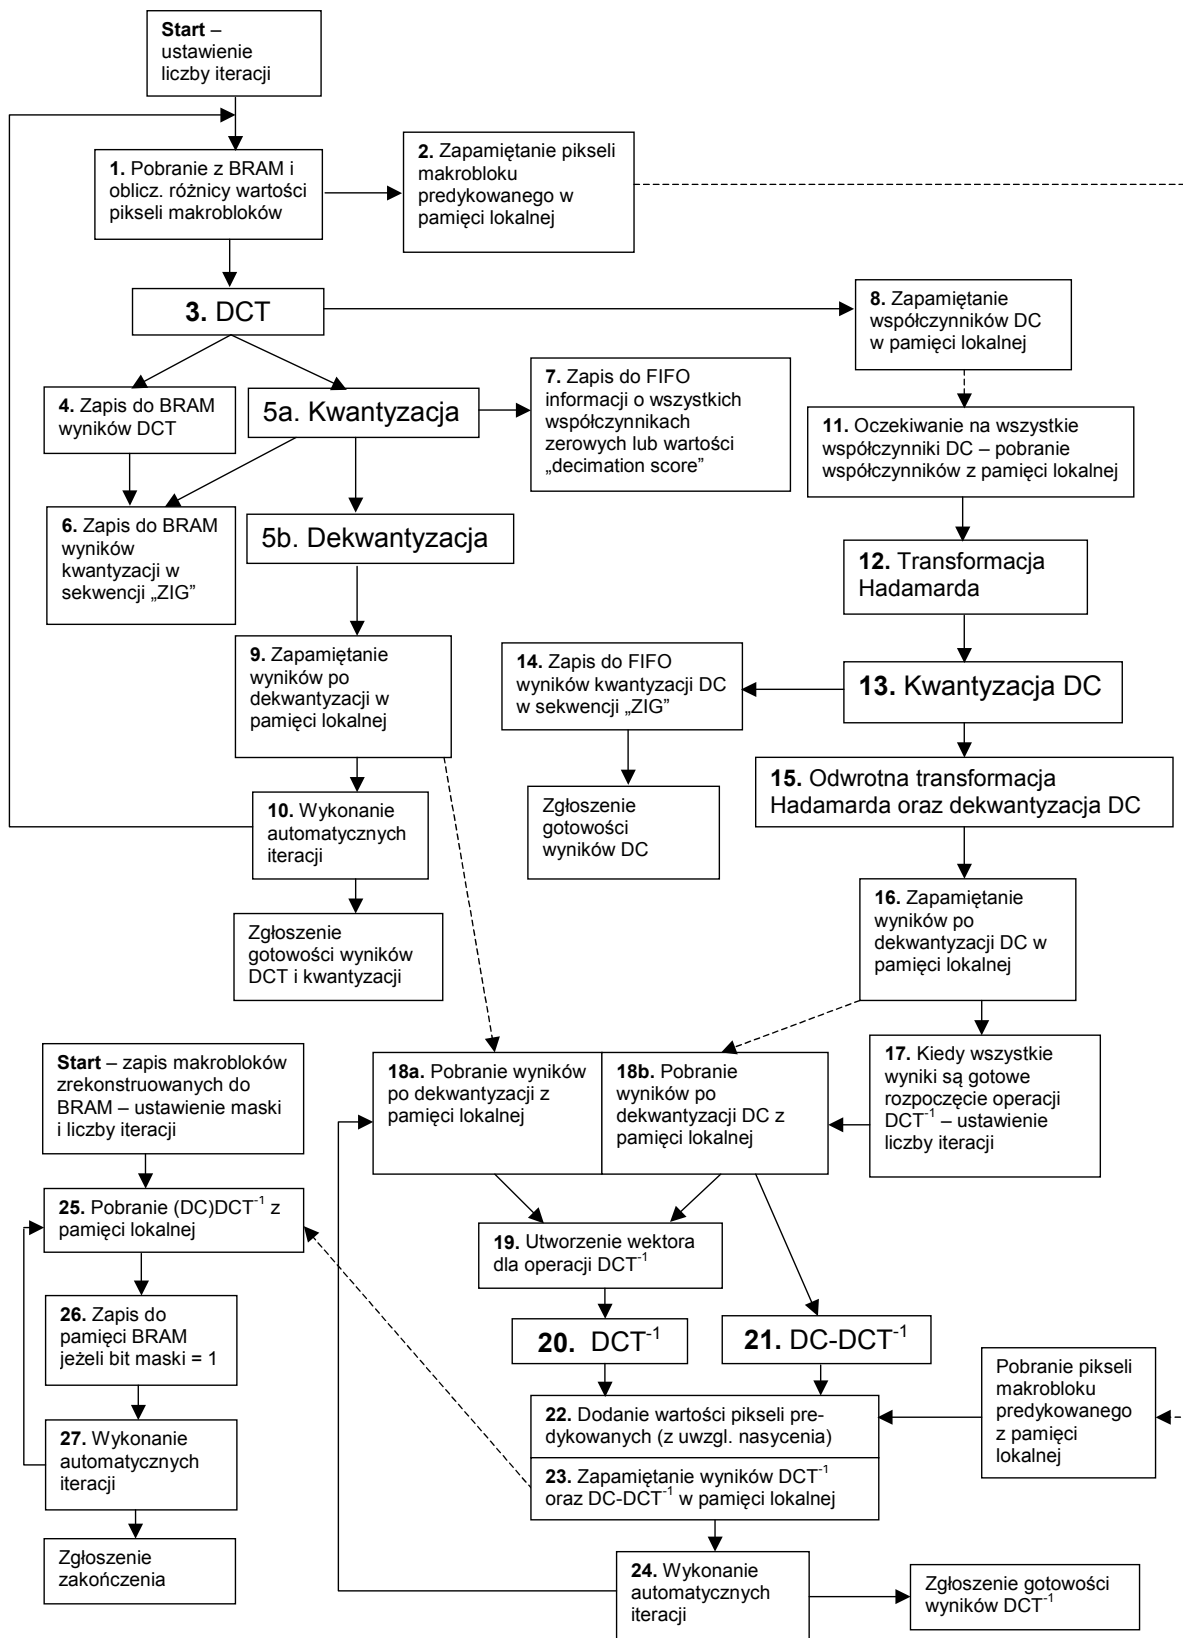 Start –
ustawienie
liczby iteracji
1. Pobranie z BRAM i
oblicz. różnicy wartości
pikseli makrobloków
2. Zapamiętanie pikseli
makrobloku
predykowanego w
pamięci lokalnej
3. DCT
8. Zapamiętanie
współczynników DC
w pamięci lokalnej
4. Zapis do BRAM
wyników DCT
5a. Kwantyzacja
7. Zapis do FIFO
informacji o wszystkich
współczynnikach
zerowych lub wartości
„decimation score”
11. Oczekiwanie na wszystkie
współczynniki DC – pobranie
współczynników z pamięci lokalnej
6. Zapis do BRAM
wyników
kwantyzacji w
sekwencji „ZIG”
5b. Dekwantyzacja
12. Transformacja
Hadamarda
9. Zapamiętanie
wyników po
dekwantyzacji w
pamięci lokalnej
14. Zapis do FIFO
wyników kwantyzacji DC
w sekwencji „ZIG”
13. Kwantyzacja DC
15. Odwrotna transformacja
Hadamarda oraz dekwantyzacja DC
10. Wykonanie
automatycznych
iteracji
Zgłoszenie
gotowości
wyników DC
16. Zapamiętanie
wyników po
dekwantyzacji DC w
pamięci lokalnej
Zgłoszenie
gotowości wyników
DCT i kwantyzacji
Start – zapis makrobloków
zrekonstruowanych do
BRAM – ustawienie maski
i liczby iteracji
18a. Pobranie wyników
po dekwantyzacji z
pamięci lokalnej
18b. Pobranie
wyników po
dekwantyzacji DC z
pamięci lokalnej
17. Kiedy wszystkie
wyniki są gotowe
rozpoczęcie operacji
DCT⁻¹ – ustawienie
liczby iteracji
25. Pobranie (DC)DCT⁻¹ z
pamięci lokalnej
19. Utworzenie wektora
dla operacji DCT⁻¹
26. Zapis do
pamięci BRAM
jeżeli bit maski = 1
20. DCT⁻¹
21. DC-DCT⁻¹
Pobranie pikseli
makrobloku
predykowanego
z pamięci
lokalnej
22. Dodanie wartości pikseli pre-
dykowanych (z uwzgl. nasycenia)
27. Wykonanie
automatycznych
iteracji
23. Zapamiętanie wyników DCT⁻¹
oraz DC-DCT⁻¹ w pamięci lokalnej
Zgłoszenie
zakończenia
24. Wykonanie
automatycznych
iteracji
Zgłoszenie gotowości
wyników DCT⁻¹